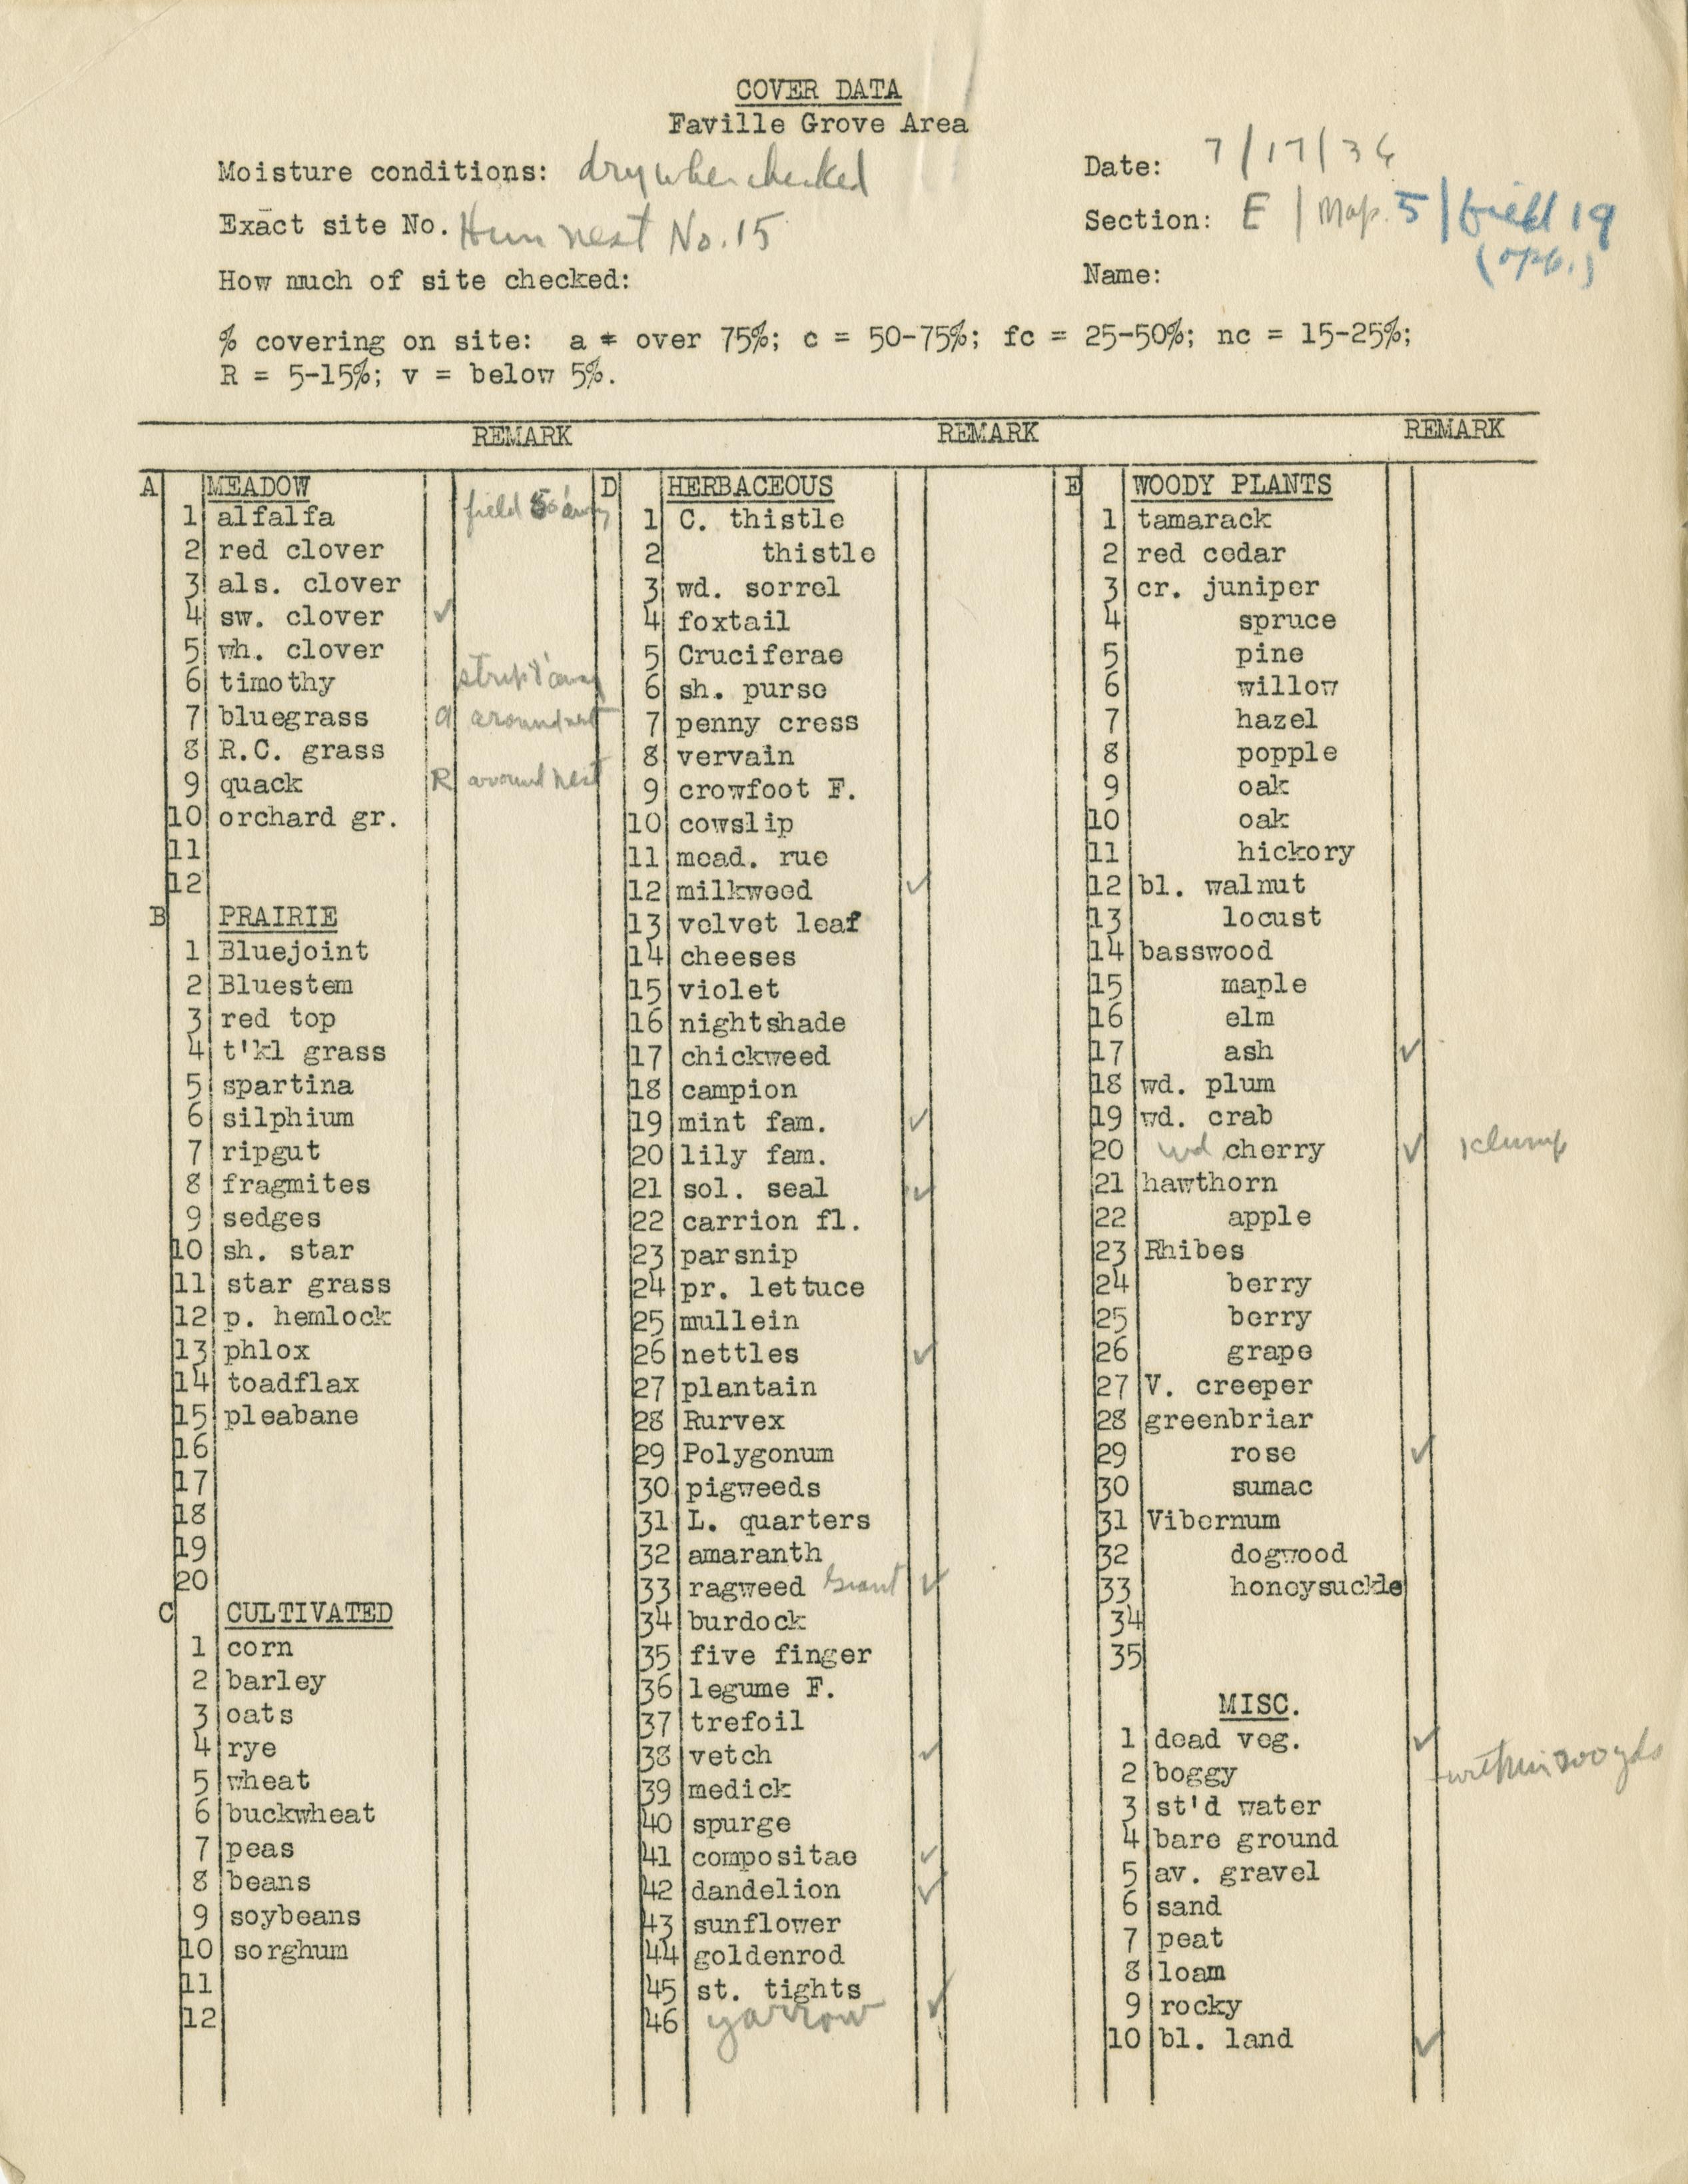 COVER DATA
Faville Grove Area
Moisture conditions: dry when checked
Date: 7/17/36
Exact site No. Hun nest No. 15
Section: E | Map. 5 | field 19
(opp.)
How much of site checked:
Name:
% covering on site: a = over 75%; c = 50-75%; fc = 25-50%; nc = 15-25%;
R = 5-15%; v = below 5%.
REMARK REMARK REMARK
A MEADOW
1 alfalfa field 50' away
2 red clover
3 als. clover
4 sw. clover ✓
5 wh. clover
6 timothy strip 8' away
7 bluegrass a around nest
8 R.C. grass
9 quack R around nest
10 orchard gr.
11
12
B PRAIRIE
1 Bluejoint
2 Bluestem
3 red top
4 t'kl grass
5 spartina
6 silphium
7 ripgut
8 fragmites
9 sedges
10 sh. star
11 star grass
12 p. hemlock
13 phlox
14 toadflax
15 pleabane
16
17
18
19
20
C CULTIVATED
1 corn
2 barley
3 oats
4 rye
5 wheat
6 buckwheat
7 peas
8 beans
9 soybeans
10 sorghum
11
12
D HERBACEOUS
1 C. thistle
2 thistle
3 wd. sorrel
4 foxtail
5 Cruciferae
6 sh. purse
7 penny cress
8 vervain
9 crowfoot F.
10 cowslip
11 mead. rue
12 milkweed ✓
13 velvet leaf
14 cheeses
15 violet
16 nightshade
17 chickweed
18 campion
19 mint fam. ✓
20 lily fam.
21 sol. seal ✓
22 carrion fl.
23 parsnip
24 pr. lettuce
25 mullein
26 nettles ✓
27 plantain
28 Rurvex
29 Polygonum
30 pigweeds
31 L. quarters
32 amaranth
33 ragweed Giant ✓
34 burdock
35 five finger
36 legume F.
37 trefoil
38 vetch ✓
39 medick
40 spurge
41 compositae ✓
42 dandelion ✓
43 sunflower
44 goldenrod
45 st. tights
46 yarrow ✓
E WOODY PLANTS
1 tamarack
2 red cedar
3 cr. juniper
4 spruce
5 pine
6 willow
7 hazel
8 popple
9 oak
10 oak
11 hickory
12 bl. walnut
13 locust
14 basswood
15 maple
16 elm
17 ash ✓
18 wd. plum
19 wd. crab
20 wd cherry ✓ 1 clump
21 hawthorn
22 apple
23 Rhibes
24 berry
25 berry
26 grape
27 V. creeper
28 greenbriar
29 rose ✓
30 sumac
31 Vibernum
32 dogwood
33 honeysuckle
34
35
MISC.
1 dead veg. ✓
2 boggy within 200 yds
3 st'd water
4 bare ground
5 av. gravel
6 sand
7 peat
8 loam
9 rocky
10 bl. land ✓